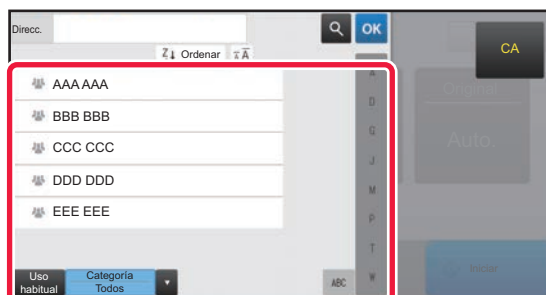 Direcc.
OK
CA
Ordenar
A
AAA AAA
BBB BBB
CCC CCC
DDD DDD
EEE EEE
A
D
G
J
M
P
T
W
Original
Auto.
Uso
habitual
Categoría
Todos
ABC
Iniciar